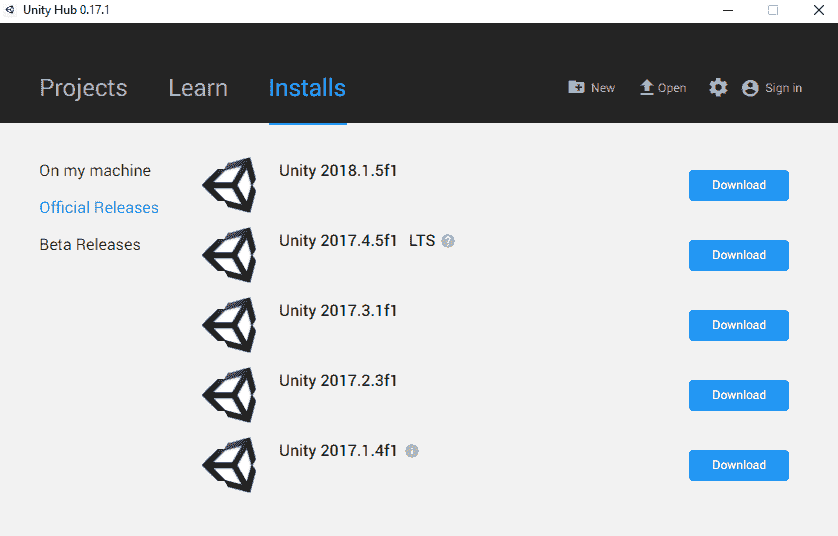 Unity Hub 0.17.1
Projects Learn Installs New Open Sign in
On my machine
Official Releases
Beta Releases
Unity 2018.1.5f1 Download
Unity 2017.4.5f1 LTS ? Download
Unity 2017.3.1f1 Download
Unity 2017.2.3f1 Download
Unity 2017.1.4f1 i Download